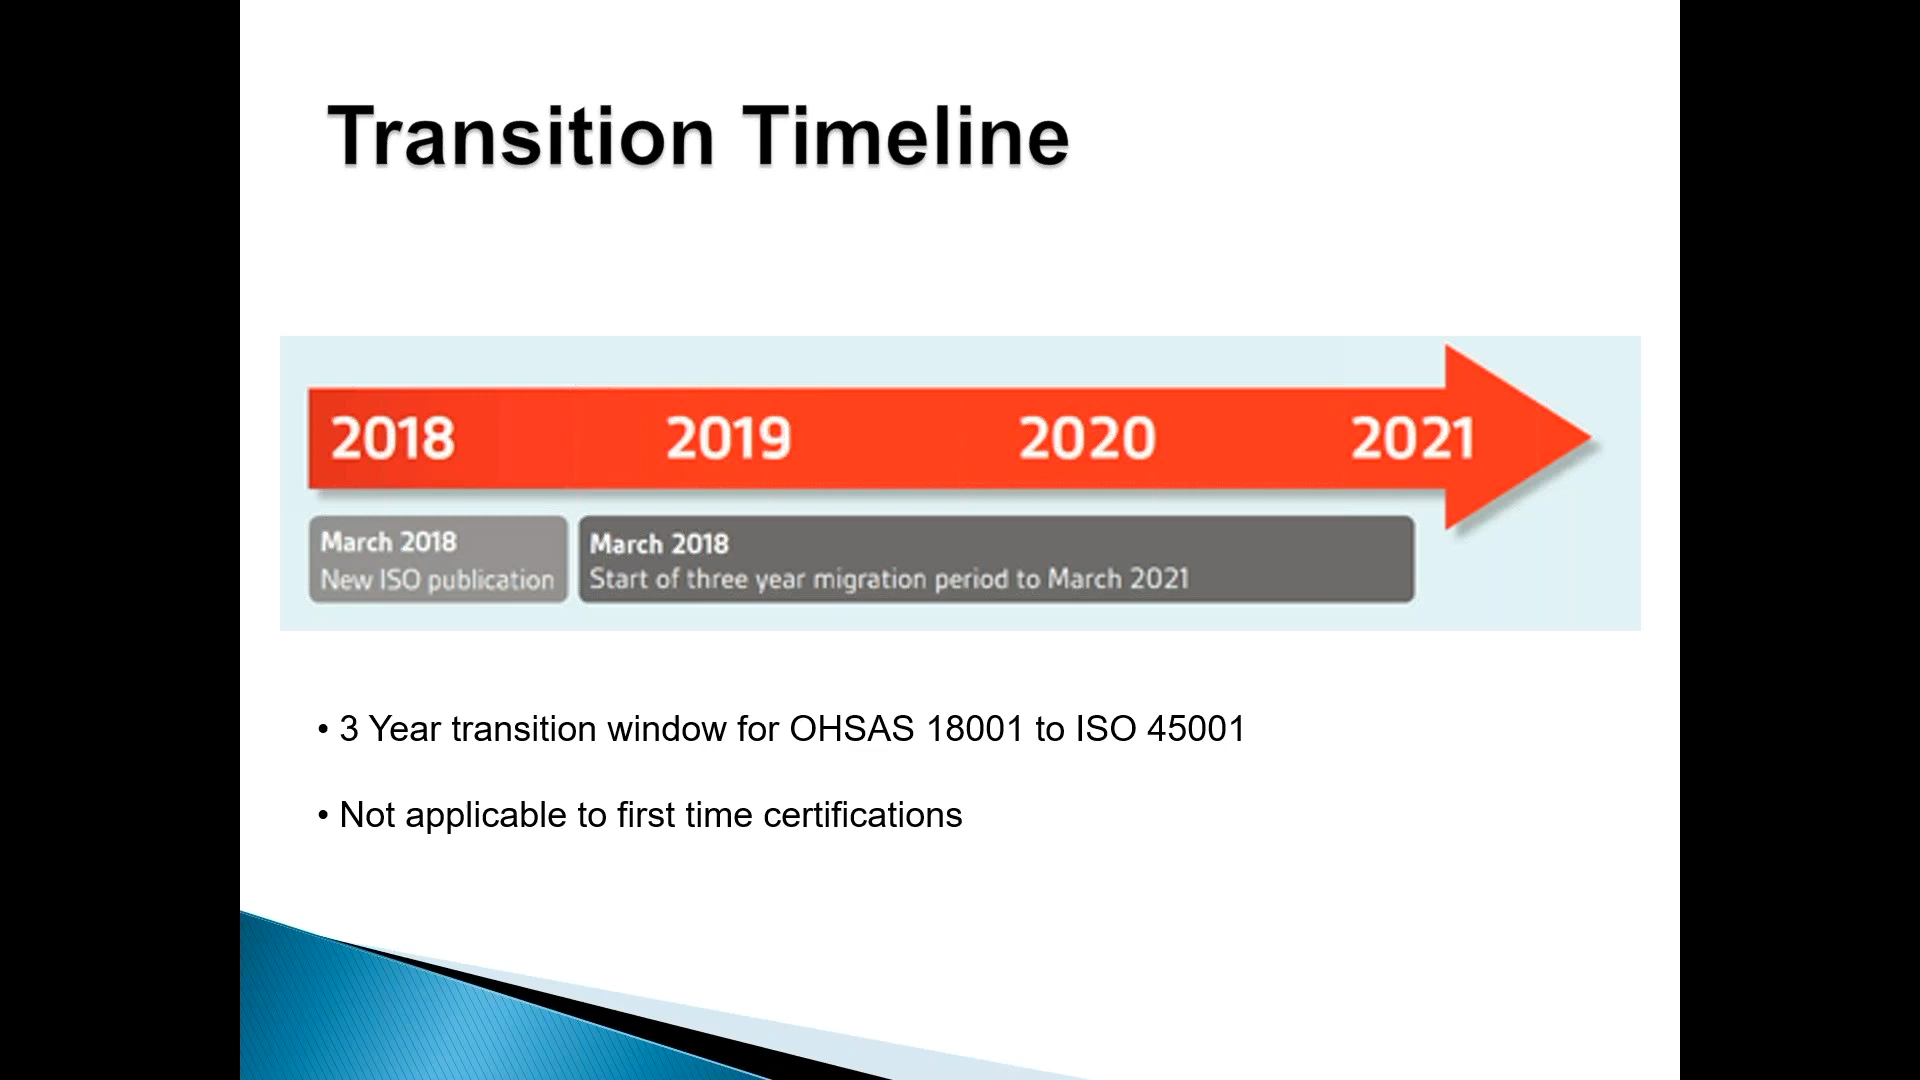 Transition Timeline
2018 2019 2020 2021
March 2018
New ISO publication
March 2018
Start of three year migration period to March 2021
• 3 Year transition window for OHSAS 18001 to ISO 45001
• Not applicable to first time certifications